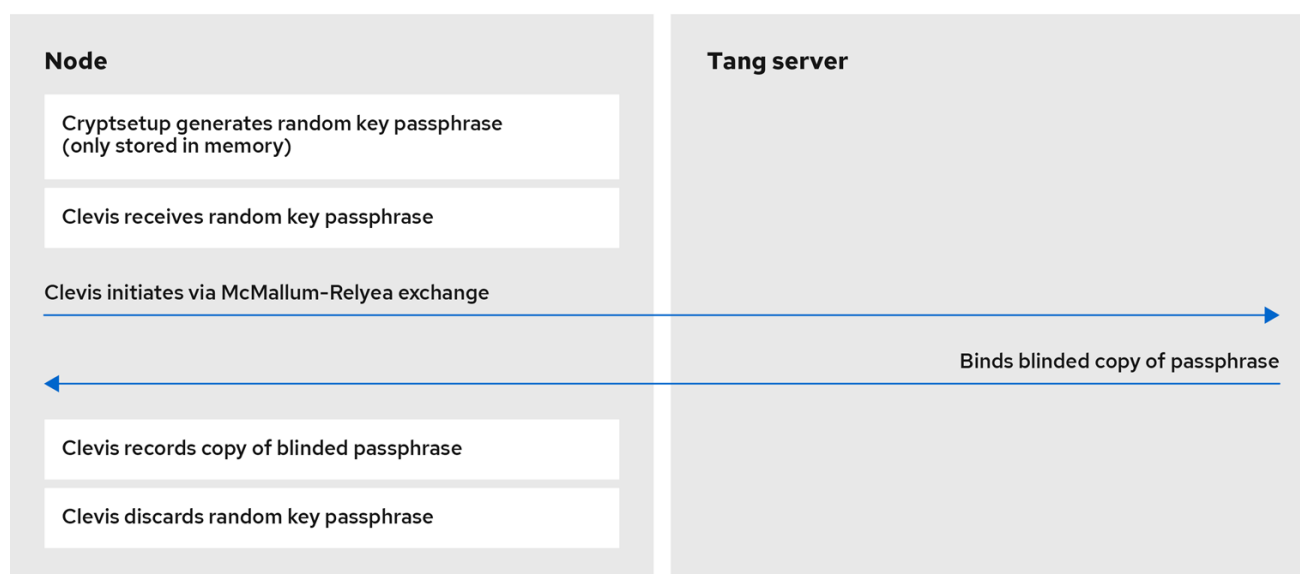 Node
Tang server
Cryptsetup generates random key passphrase
(only stored in memory)
Clevis receives random key passphrase
Clevis initiates via McMallum-Relyea exchange
Binds blinded copy of passphrase
Clevis records copy of blinded passphrase
Clevis discards random key passphrase